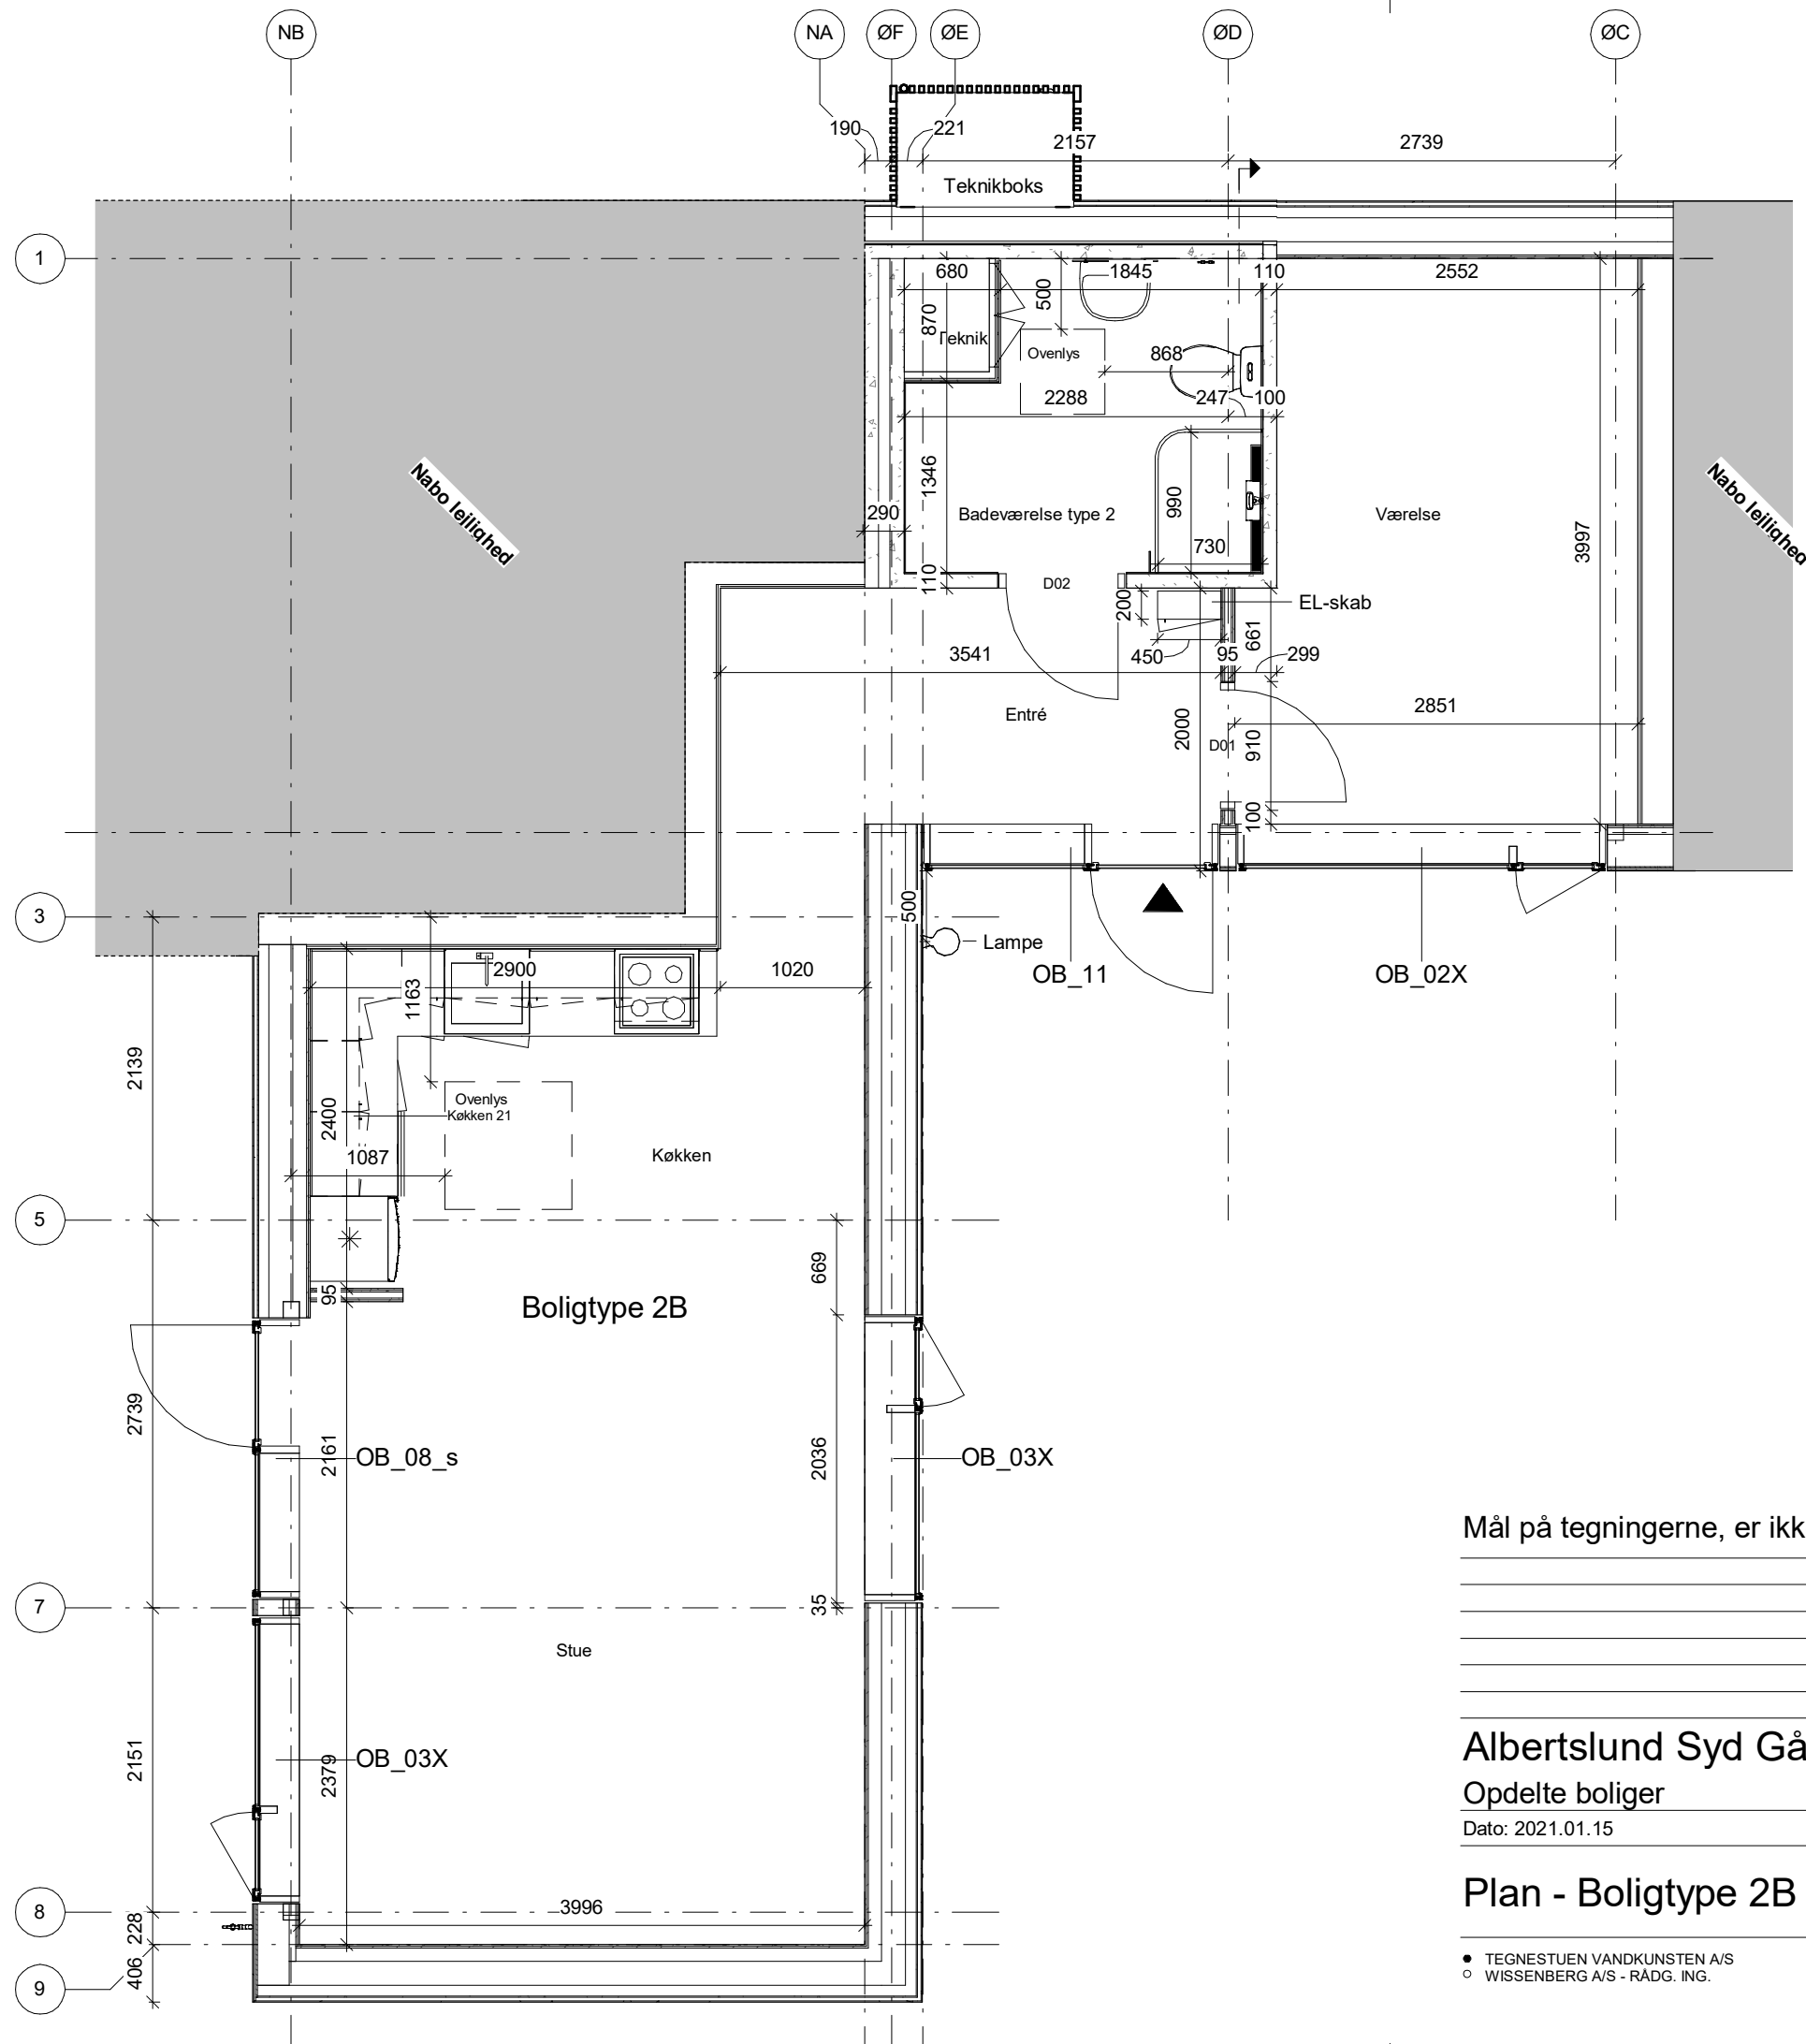 NB
NA
ØF
ØE
ØD
ØC
190
221
2157
2739
Teknikboks
1
680
500
1845
110
2552
870
Teknik
Ovenlys
868
2288
247
100
Nabo lejlighed
1346
290
Badeværelse type 2
990
730
Værelse
3997
Nabo lejlighed
110
D02
200
EL-skab
661
3541
450
95
299
Entré
2000
D01
910
2851
100
3
500
Lampe
OB_11
OB_02X
2900
1020
1163
2139
2400
Ovenlys
Køkken 21
1087
Køkken
5
669
95
Boligtype 2B
2739
2161
OB_08_s
2036
OB_03X
Mål på tegningerne, er ikk
7
35
Stue
2151
2379
OB_03X
Albertslund Syd Gå
Opdelte boliger
Dato: 2021.01.15
Plan - Boligtype 2B
8
228
3996
406
9
TEGNESTUEN VANDKUNSTEN A/S
WISSENBERG A/S - RÅDG. ING.